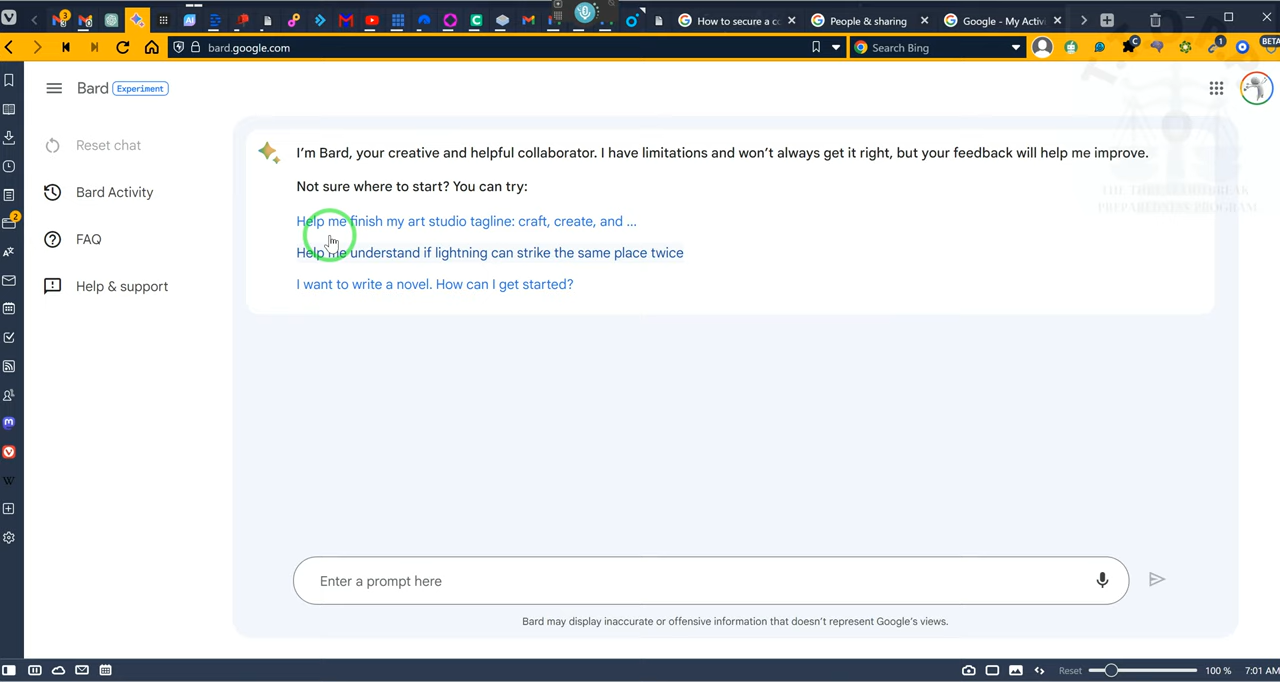 How to secure a co
People & sharing
Google - My Activi
bard.google.com
Search Bing
C
1
BETA
Bard Experiment
Reset chat
Bard Activity
FAQ
Help & support
I'm Bard, your creative and helpful collaborator. I have limitations and won't always get it right, but your feedback will help me improve.
Not sure where to start? You can try:
Help me finish my art studio tagline: craft, create, and ...
Help me understand if lightning can strike the same place twice
I want to write a novel. How can I get started?
Enter a prompt here
Bard may display inaccurate or offensive information that doesn't represent Google's views.
Reset
100 %
7:01 AM